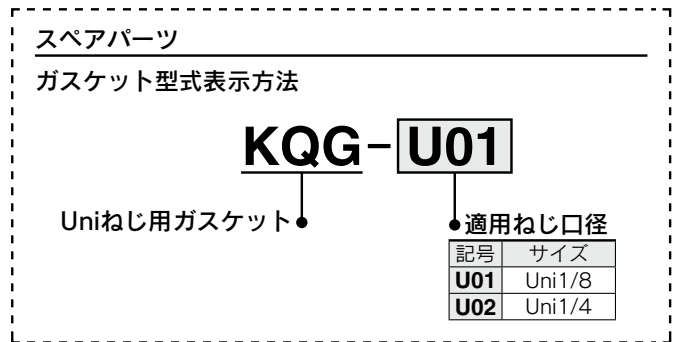 スペアパーツ
ガスケット型式表示方法
KQG-U01
Uniねじ用ガスケット
適用ねじ口径
記号 サイズ
U01 Uni1/8
U02 Uni1/4